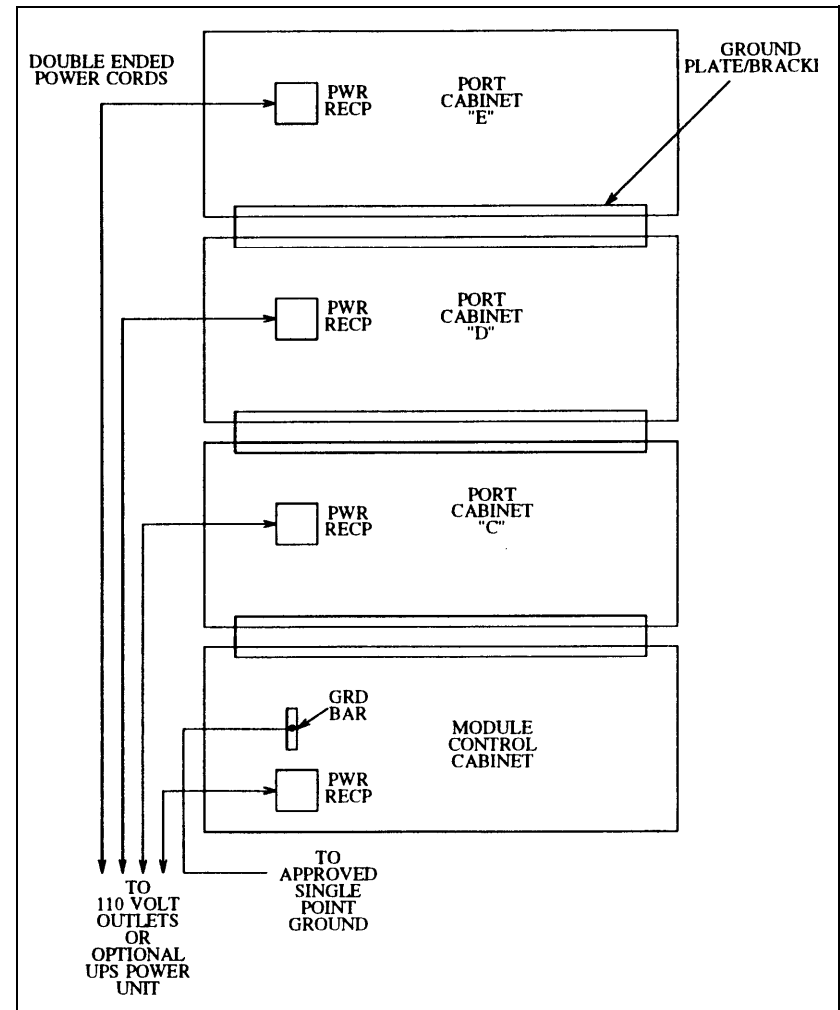 DOUBLE ENDED
POWER CORDS
GROUND
PLATE/BRACKE
PWR
RECP
PORT
CABINET
"E"
PWR
RECP
PORT
CABINET
"D"
PWR
RECP
PORT
CABINET
"C"
GRD
BAR
MODULE
CONTROL
CABINET
PWR
RECP
TO
APPROVED
SINGLE
POINT
GROUND
TO
110 VOLT
OUTLETS
OR
OPTIONAL
UPS POWER
UNIT